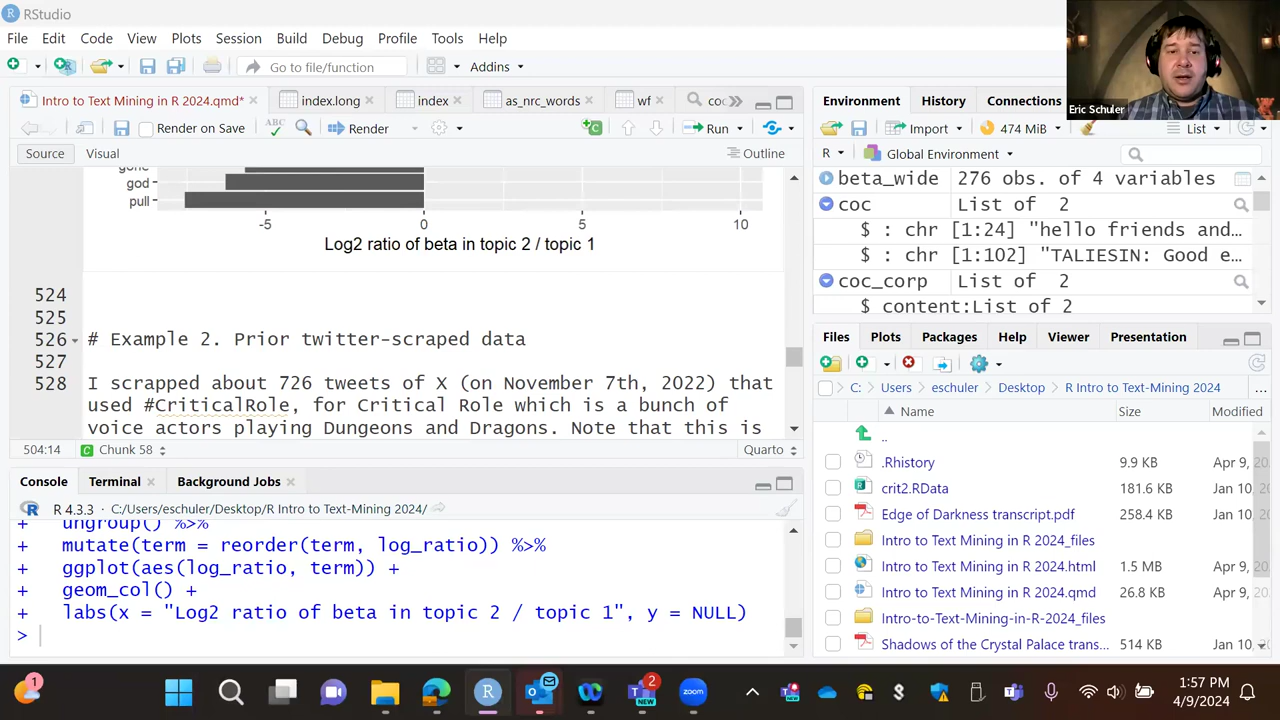 RStudio
File Edit Code View Plots Session Build Debug Profile Tools Help
Go to file/function Addins
Intro to Text Mining in R 2024.qmd* index.long index as_nrc_words wf coc
Render on Save ABC Render Run
Source Visual Outline
god
pull
-5 0 5 10
Log2 ratio of beta in topic 2 / topic 1
524
525
526 # Example 2. Prior twitter-scraped data
527
528 I scrapped about 726 tweets of X (on November 7th, 2022) that
used #CriticalRole, for Critical Role which is a bunch of
voice actors playing Dungeons and Dragons. Note that this is
504:14 Chunk 58 Quarto
Console Terminal Background Jobs
R 4.3.3 · C:/Users/eschuler/Desktop/R Intro to Text-Mining 2024/
+ ungroup() %>%
+ mutate(term = reorder(term, log_ratio)) %>%
+ ggplot(aes(log_ratio, term)) +
+ geom_col() +
+ labs(x = "Log2 ratio of beta in topic 2 / topic 1", y = NULL)
>
Eric Schuler
Environment History Connections
Import 474 MiB List
R Global Environment
beta_wide 276 obs. of 4 variables
coc List of 2
$ : chr [1:24] "hello friends and…
$ : chr [1:102] "TALIESIN: Good e…
coc_corp List of 2
$ content:List of 2
Files Plots Packages Help Viewer Presentation
C: Users eschuler Desktop R Intro to Text-Mining 2024 ...
Name Size Modified
..
.Rhistory 9.9 KB Apr 9, 20
crit2.RData 181.6 KB Jan 10,
Edge of Darkness transcript.pdf 258.4 KB Jan 10,
Intro to Text Mining in R 2024_files
Intro to Text Mining in R 2024.html 1.5 MB Apr 9, 20
Intro to Text Mining in R 2024.qmd 26.8 KB Apr 9, 20
Intro-to-Text-Mining-in-R-2024_files
Shadows of the Crystal Palace trans... 514 KB Jan 10,
1 2 NEW zoom NEW
1:57 PM
4/9/2024